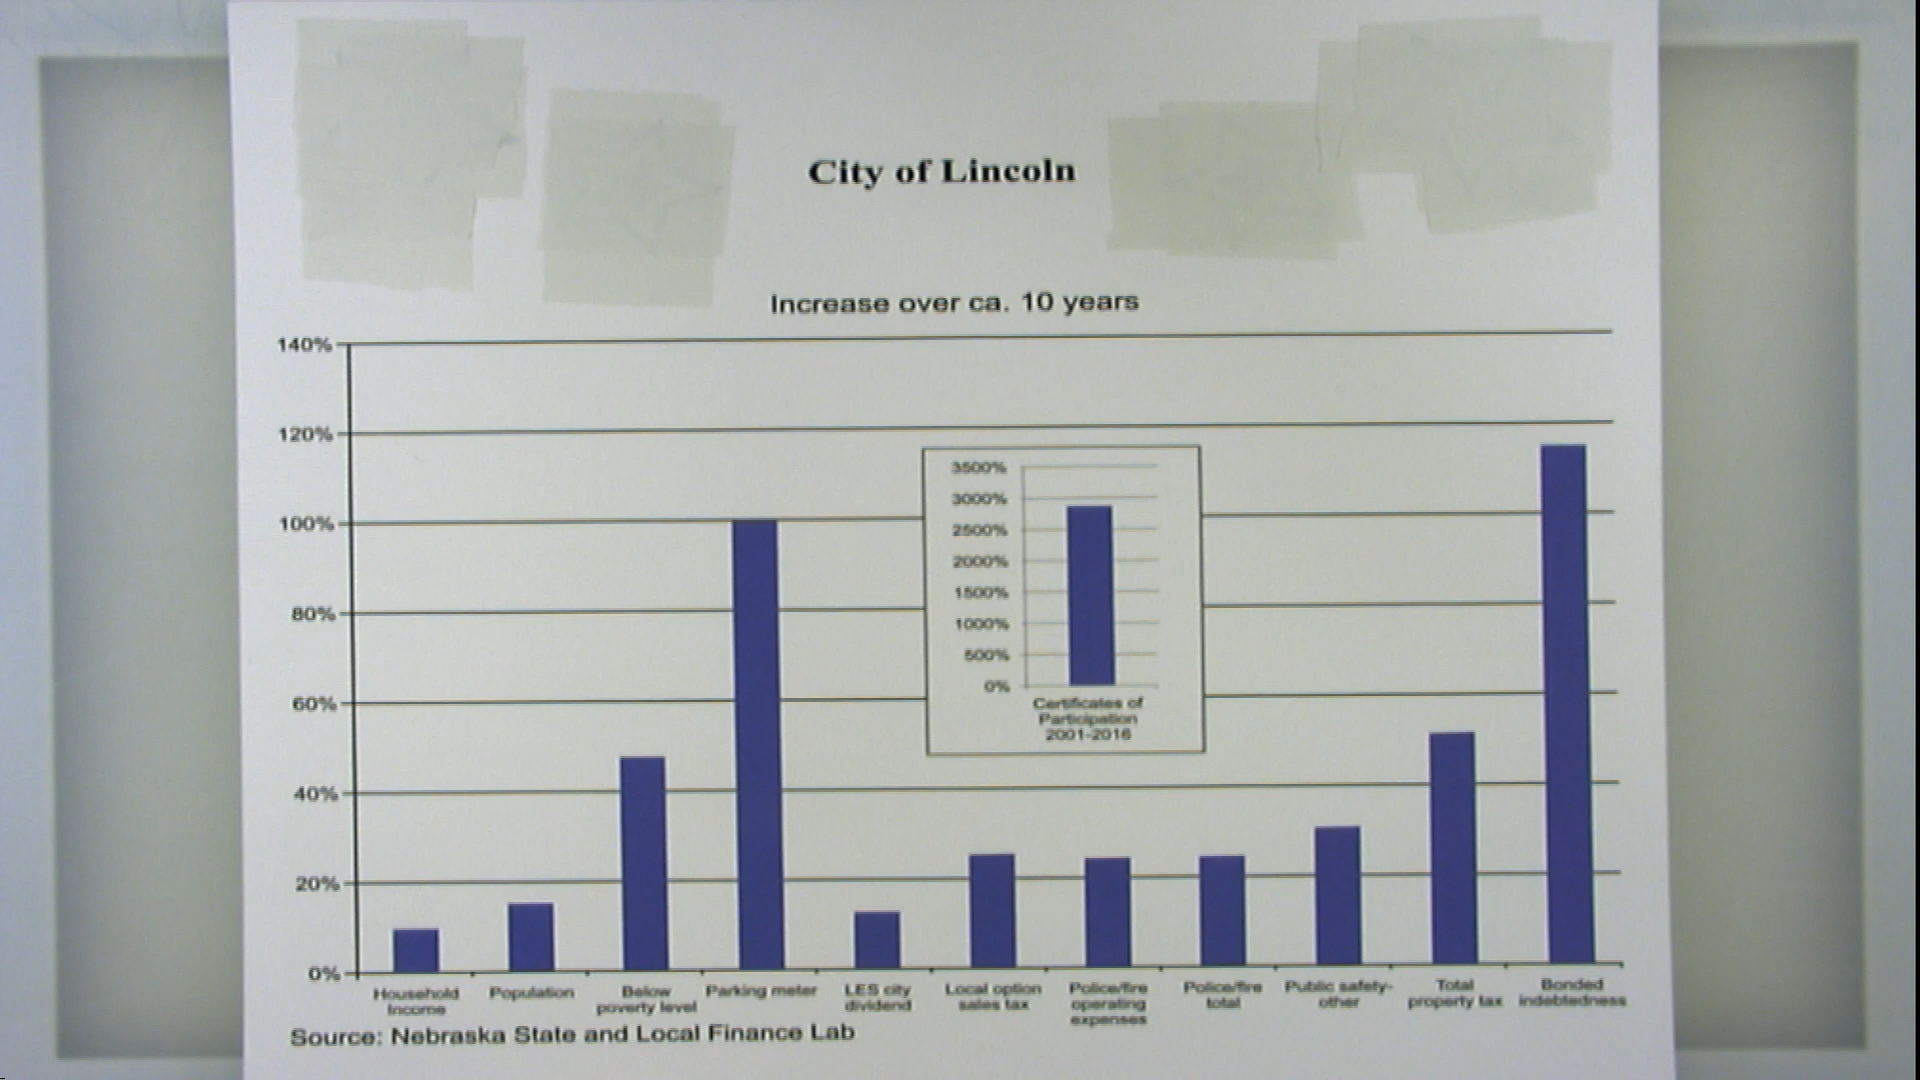 City of Lincoln
Increase over ca. 10 years
140%
120%
100%
80%
60%
40%
20%
0%
3500%
3000%
2500%
2000%
1500%
1000%
500%
0%
Certificates of
Participation
2001-2016
Household
Income
Population
Below
poverty level
Parking meter
LES city
dividend
Local option
sales tax
Police/fire
operating
expenses
Police/fire
total
Public safety-
other
Total
property tax
Bonded
indebtedness
Source: Nebraska State and Local Finance Lab